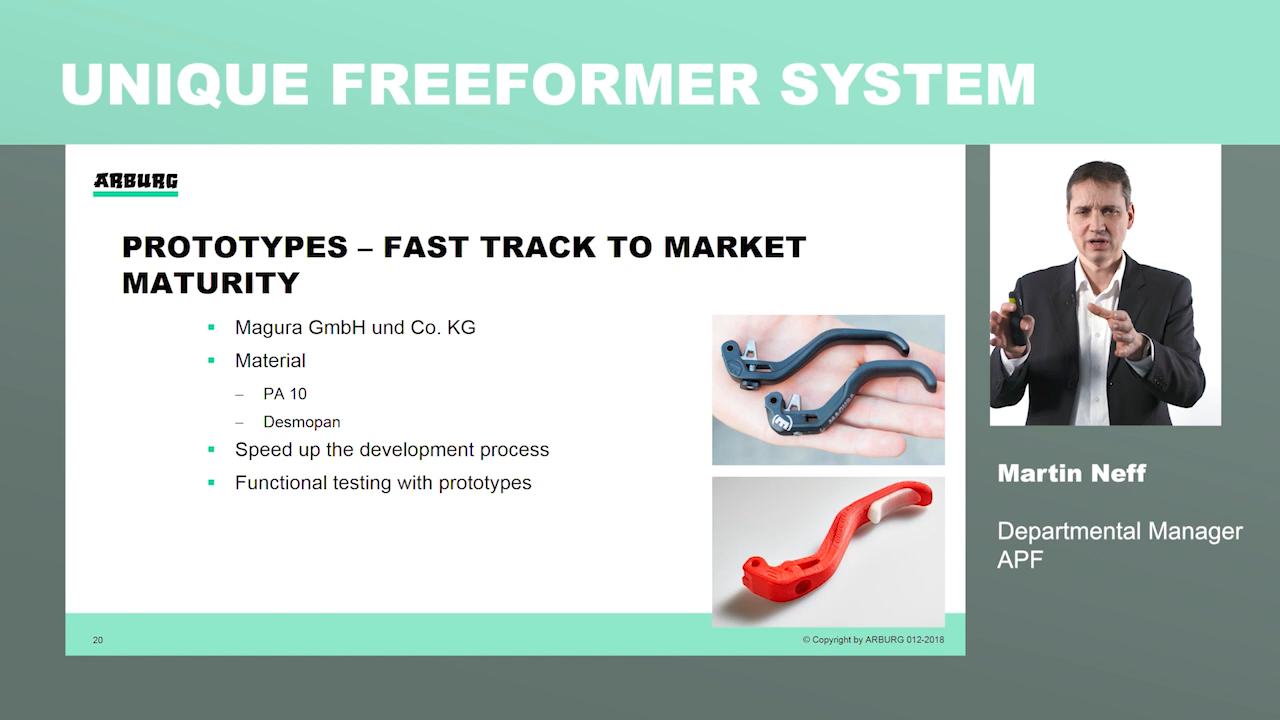 UNIQUE FREEFORMER SYSTEM
ARBURG
PROTOTYPES – FAST TRACK TO MARKET
MATURITY
▪ Magura GmbH und Co. KG
▪ Material
– PA 10
– Desmopan
▪ Speed up the development process
▪ Functional testing with prototypes
20
© Copyright by ARBURG 012-2018
Martin Neff
Departmental Manager
APF